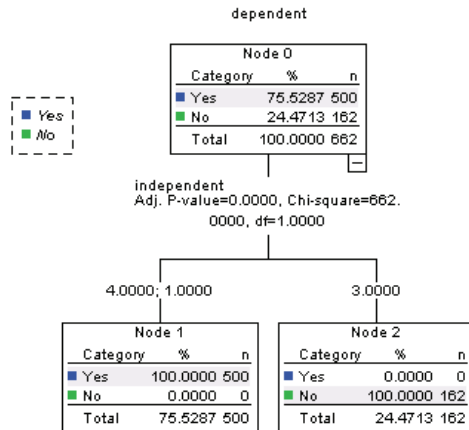 dependent
Node 0
Category % n
Yes 75.5287 500
No 24.4713 162
Total 100.0000 662
Yes
No
independent
Adj. P-value=0.0000, Chi-square=662.
0000, df=1.0000
4.0000; 1.0000
3.0000
Node 1
Category % n
Yes 100.0000 500
No 0.0000 0
Total 75.5287 500
Node 2
Category % n
Yes 0.0000 0
No 100.0000 162
Total 24.4713 162